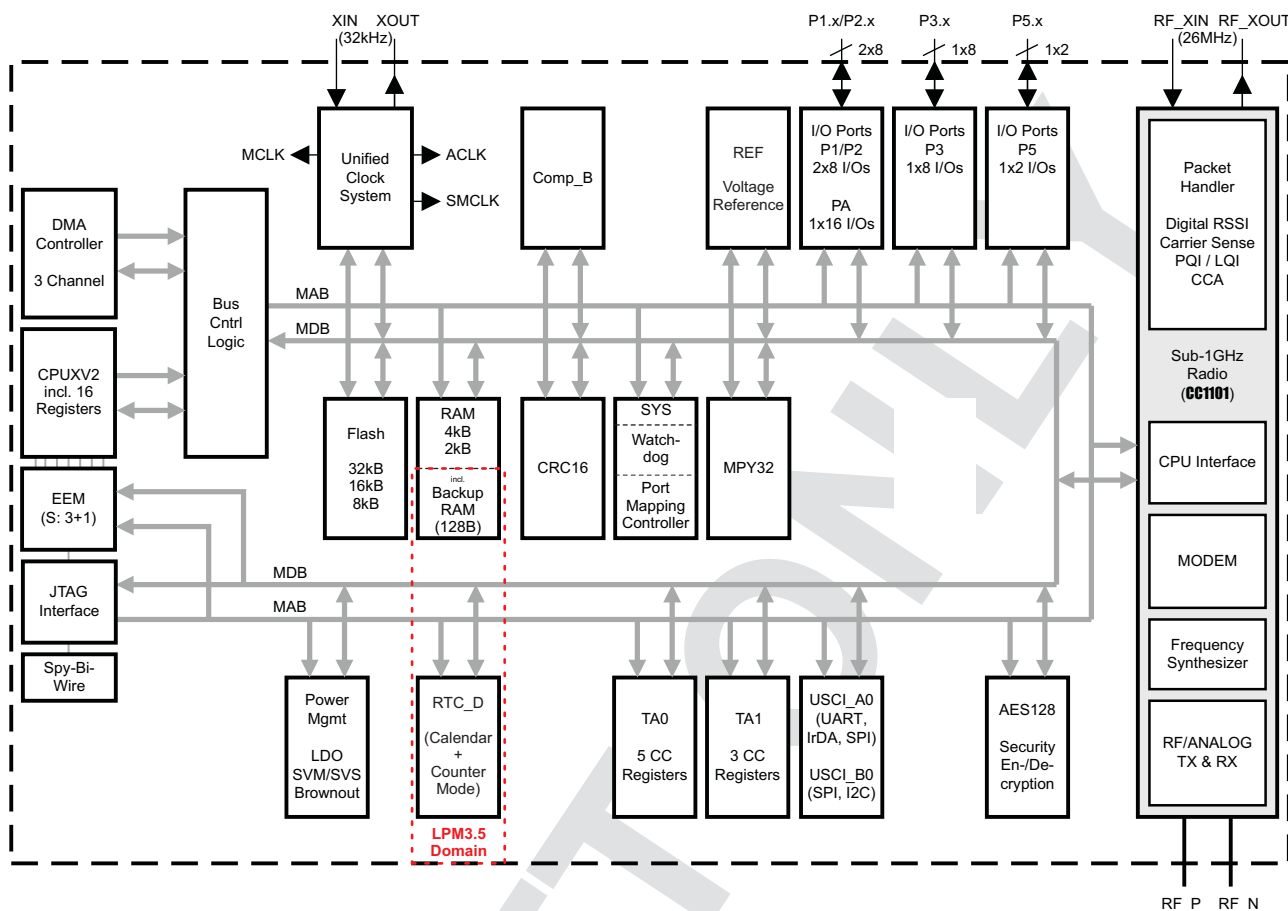 XIN XOUT
(32kHz)
P1.x/P2.x
2x8
P3.x
1x8
P5.x
1x2
RF_XIN RF_XOUT
(26MHz)
MCLK
Unified
Clock
System
ACLK
SMCLK
Comp_B
REF
Voltage
Reference
I/O Ports
P1/P2
2x8 I/Os
PA
1x16 I/Os
I/O Ports
P3
1x8 I/Os
I/O Ports
P5
1x2 I/Os
Packet
Handler
Digital RSSI
Carrier Sense
PQI / LQI
CCA
DMA
Controller
3 Channel
Bus
Cntrl
Logic
MAB
MDB
CPUXV2
incl. 16
Registers
Sub-1GHz
Radio
(CC1101)
Flash
32kB
16kB
8kB
RAM
4kB
2kB
incl.
Backup
RAM
(128B)
CRC16
SYS
Watch-
dog
Port
Mapping
Controller
MPY32
CPU Interface
EEM
(S: 3+1)
MODEM
JTAG
Interface
MDB
MAB
Spy-Bi-
Wire
Frequency
Synthesizer
Power
Mgmt
LDO
SVM/SVS
Brownout
RTC_D
(Calendar
+
Counter
Mode)
TA0
5 CC
Registers
TA1
3 CC
Registers
USCI_A0
(UART,
IrDA, SPI)
USCI_B0
(SPI, I2C)
AES128
Security
En-/De-
cryption
RF/ANALOG
TX & RX
LPM3.5
Domain
RF_P RF_N